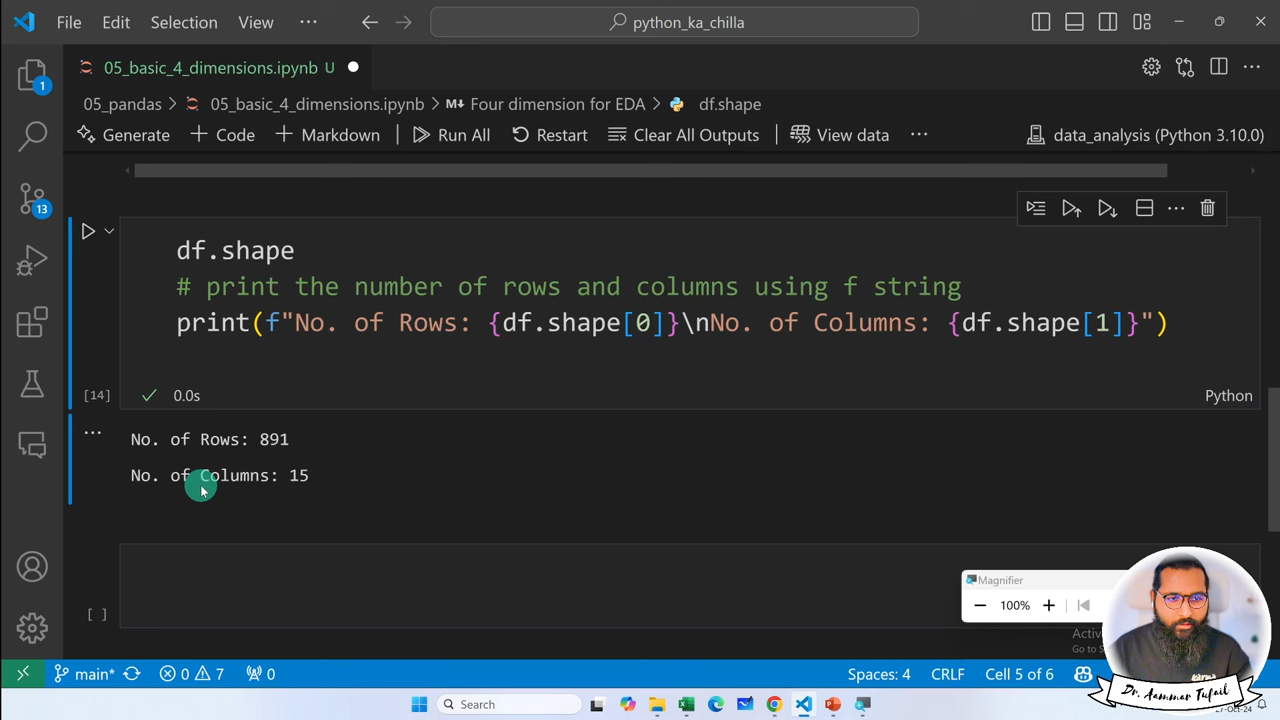 File Edit Selection View ··· python_ka_chilla
05_basic_4_dimensions.ipynb U
1
05_pandas > 05_basic_4_dimensions.ipynb > M↓ Four dimension for EDA > df.shape
Generate + Code + Markdown | Run All Restart Clear All Outputs | View data ··· data_analysis (Python 3.10.0)
13
df.shape
# print the number of rows and columns using f string
print(f"No. of Rows: {df.shape[0]}\nNo. of Columns: {df.shape[1]}")
[14] 0.0s Python
No. of Rows: 891
No. of Columns: 15
Magnifier
100%
[ ]
Go to S
Dr. Aammar Tufail
main* 0 7 0 Spaces: 4 CRLF Cell 5 of 6
Search